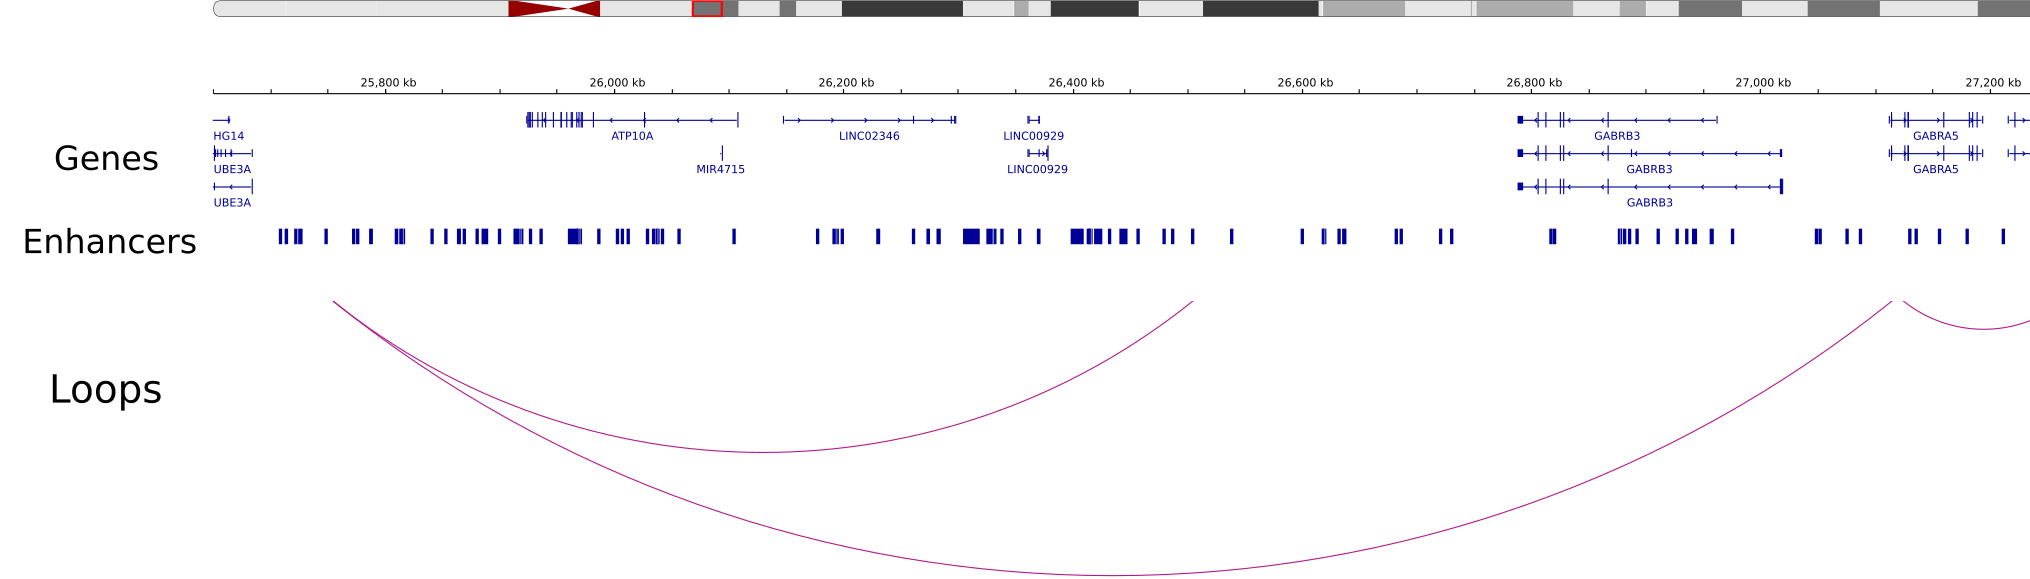 25,800 kb 26,000 kb 26,200 kb 26,400 kb 26,600 kb 26,800 kb 27,000 kb 27,200 kb
HG14 ATP10A LINC02346 LINC00929 GABRB3 GABRA5
Genes
UBE3A MIR4715 LINC00929 GABRB3 GABRA5
UBE3A GABRB3
Enhancers
Loops